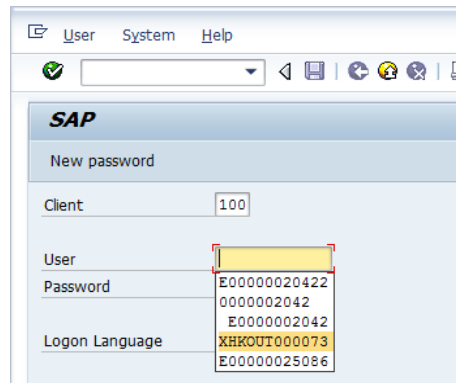 User System Help
SAP
New password
Client 100
User
Password
E00000020422
0000002042
E0000002042
XHKOUT000073
E00000025086
Logon Language